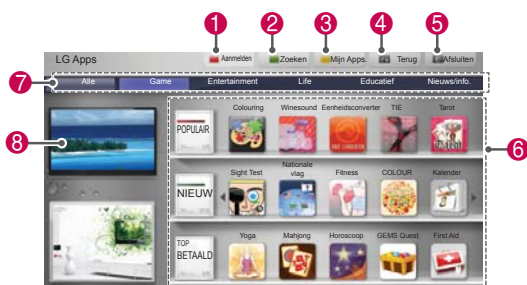 1 2 3 4 5
LG Apps Aanmelden Zoeken Mijn Apps. Terug Afsluiten
7 Alle Game Entertainment Life Educatief Nieuws/info.
8
6
POPULAIR
Colouring Winesound Eenheidsconverter TIE Tarot
NIEUW
Sight Test Nationale vlag Fitness COLOUR Kalender
TOP BETAALD
Yoga Mahjong Horoscoop GEMS Quest. First Aid